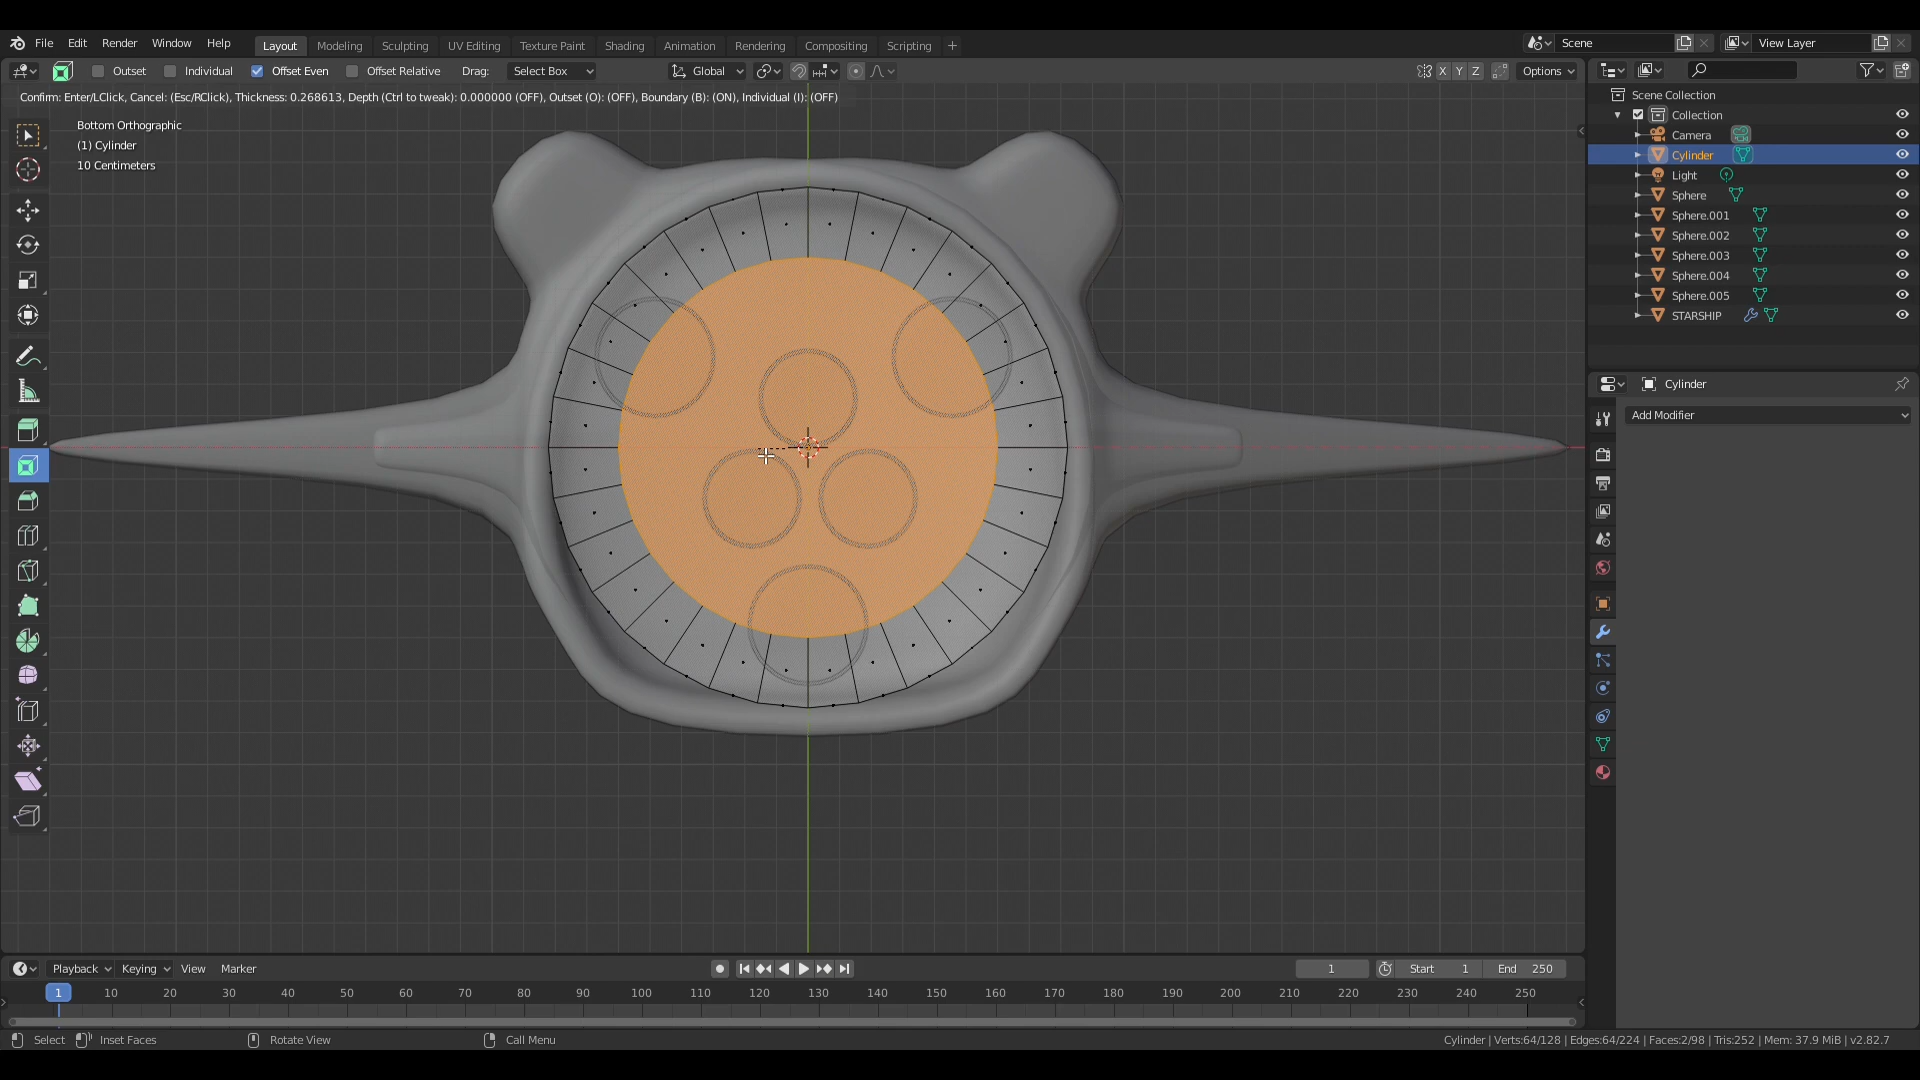 File Edit Render Window Help Layout Modeling Sculpting UV Editing Texture Paint Shading Animation Rendering Compositing Scripting + Scene View Layer
Outset Individual Offset Even Offset Relative Drag: Select Box Global X Y Z Options
Confirm: Enter/LClick, Cancel: (Esc/RClick), Thickness: 0.268613, Depth (Ctrl to tweak): 0.000000 (OFF), Outset (O): (OFF), Boundary (B): (ON), Individual (I): (OFF)
Bottom Orthographic
(1) Cylinder
10 Centimeters
Scene Collection
Collection
Camera
Cylinder
Light
Sphere
Sphere.001
Sphere.002
Sphere.003
Sphere.004
Sphere.005
STARSHIP
Cylinder
Add Modifier
Playback Keying View Marker 1 Start 1 End 250
1 10 20 30 40 50 60 70 80 90 100 110 120 130 140 150 160 170 180 190 200 210 220 230 240 250
Select Inset Faces Rotate View Call Menu Cylinder | Verts:64/128 | Edges:64/224 | Faces:2/98 | Tris:252 | Mem: 37.9 MiB | v2.82.7